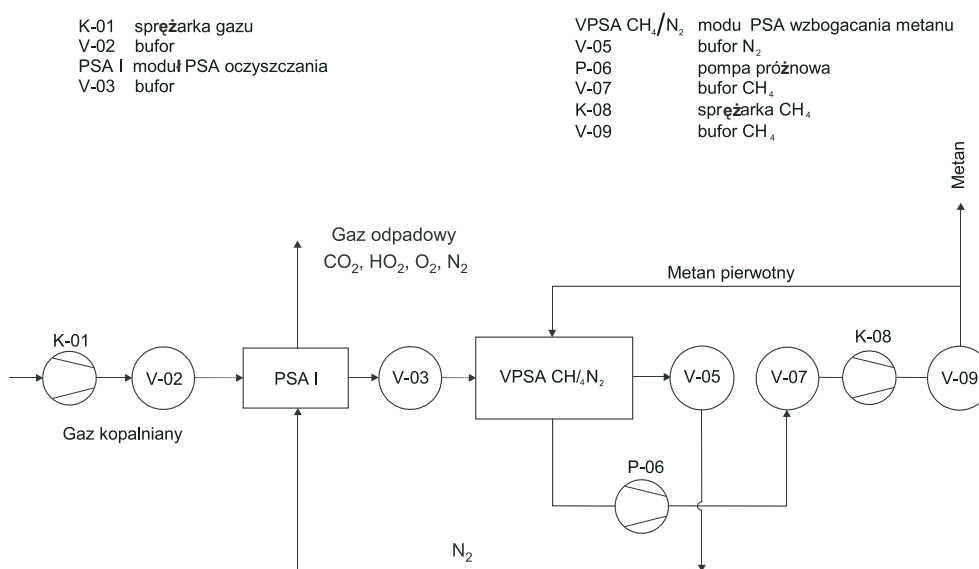 K-01 sprężarka gazu
V-02 bufor
PSA I moduł PSA oczyszczania
V-03 bufor
VPSA CH₄/N₂ modu PSA wzbogacania metanu
V-05 bufor N₂
P-06 pompa próżnowa
V-07 bufor CH₄
K-08 sprężarka CH₄
V-09 bufor CH₄
Metan
Gaz odpadowy
CO₂, HO₂, O₂, N₂
Metan pierwotny
K-01
K-08
V-02
PSA I
V-03
VPSA CH/₄N₂
V-05
V-07
V-09
Gaz kopalniany
P-06
N₂